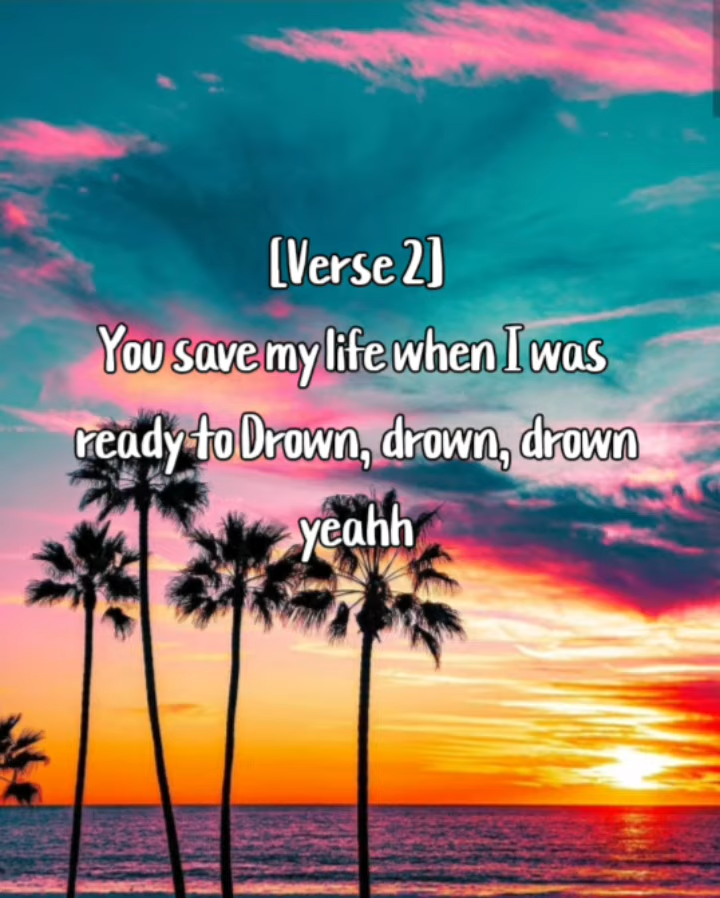 [Verse 2]
You save my life when I was
ready to Drown, drown, drown
yeahh